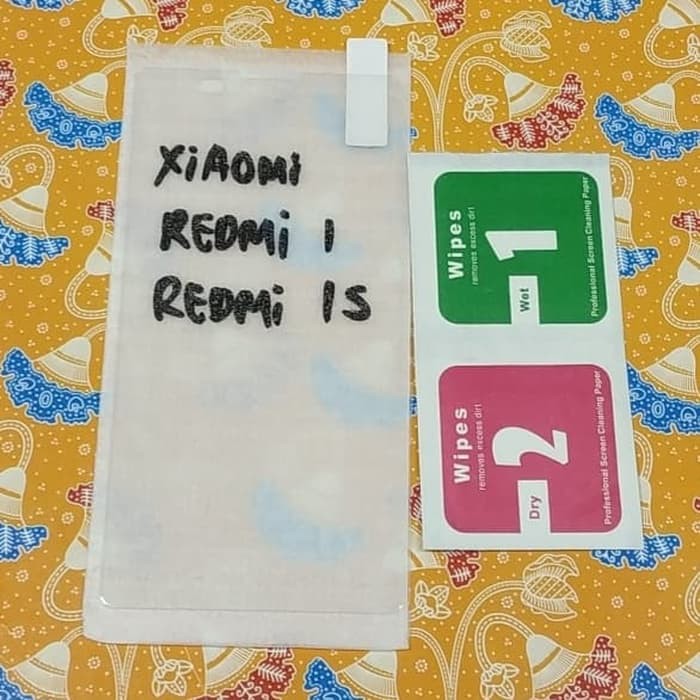 XiAOMi
REDMi 1
REDMi 1S
Wipes
removes excess dirt
1
Wet
Professional Screen Cleaning Paper
Wipes
removes excess dirt
2
Dry
Professional Screen Cleaning Paper